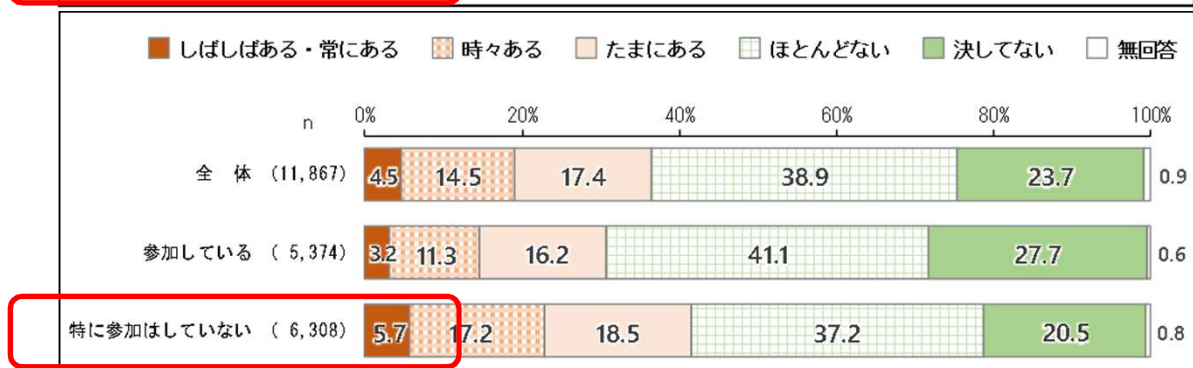 しばしばある・常にある 時々ある たまにある ほとんどない 決してない 無回答
n 0% 20% 40% 60% 80% 100%
全 体 (11,867) 4.5 14.5 17.4 38.9 23.7 0.9
参加している ( 5,374) 3.2 11.3 16.2 41.1 27.7 0.6
特に参加はしていない ( 6,308) 5.7 17.2 18.5 37.2 20.5 0.8